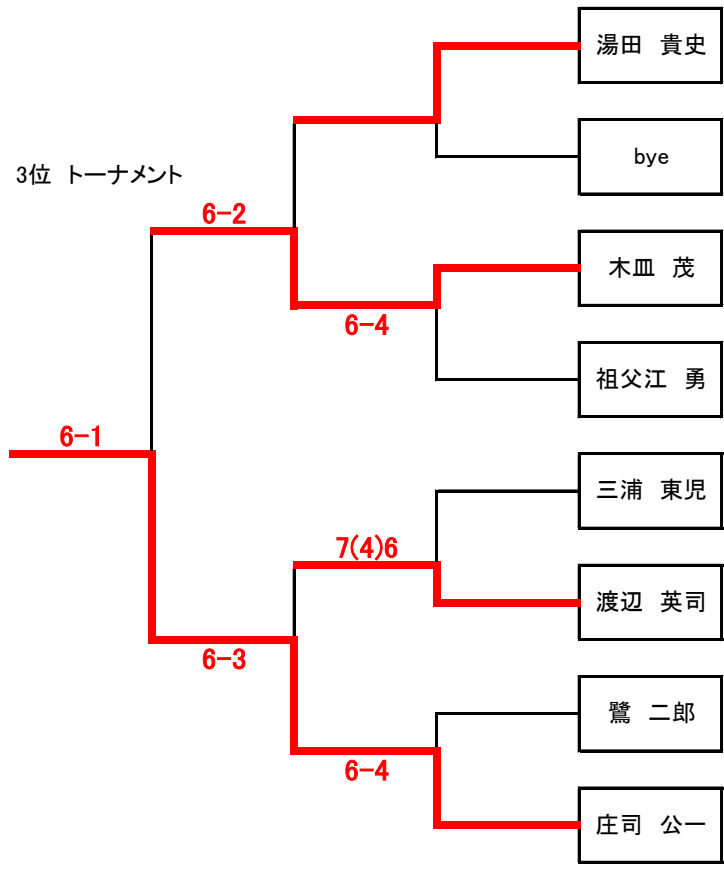 湯田　貴史
bye
3位　トーナメント
6-2
木皿　茂
6-4
祖父江　勇
6-1
三浦　東児
7(4)6
渡辺　英司
6-3
鷺　二郎
6-4
庄司　公一